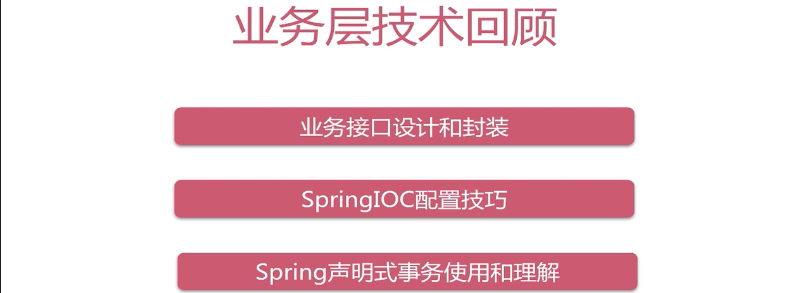 业务层技术回顾
业务接口设计和封装
SpringIOC配置技巧
Spring声明式事务使用和理解